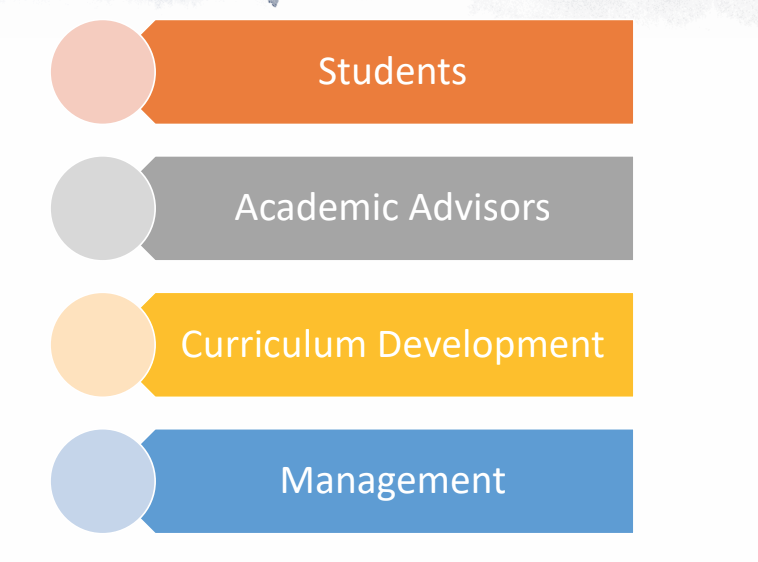 Students
Academic Advisors
Curriculum Development
Management